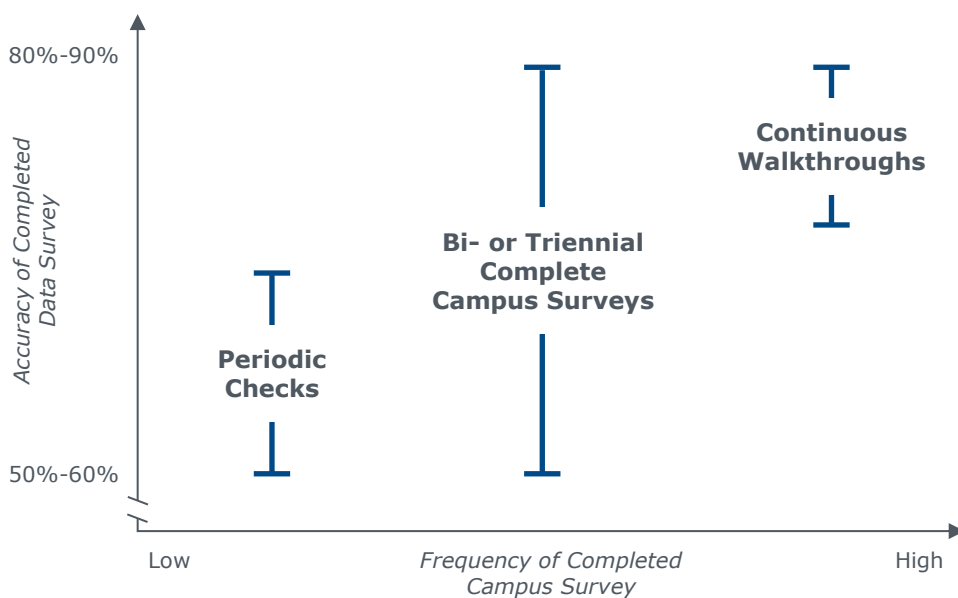 80%-90%
Continuous
Walkthroughs
Accuracy of Completed
Data Survey
Bi- or Triennial
Complete
Campus Surveys
Periodic
Checks
50%-60%
Low
Frequency of Completed
Campus Survey
High